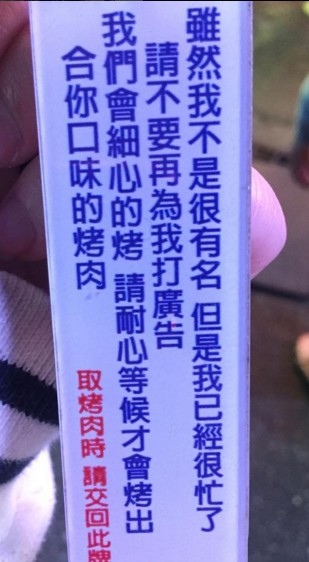 雖然我不是很有名 但是我已經很忙了
請不要再為我打廣告
我們會細心的烤 請耐心等候才會烤出
合你口味的烤肉
取烤肉時 請交回此牌